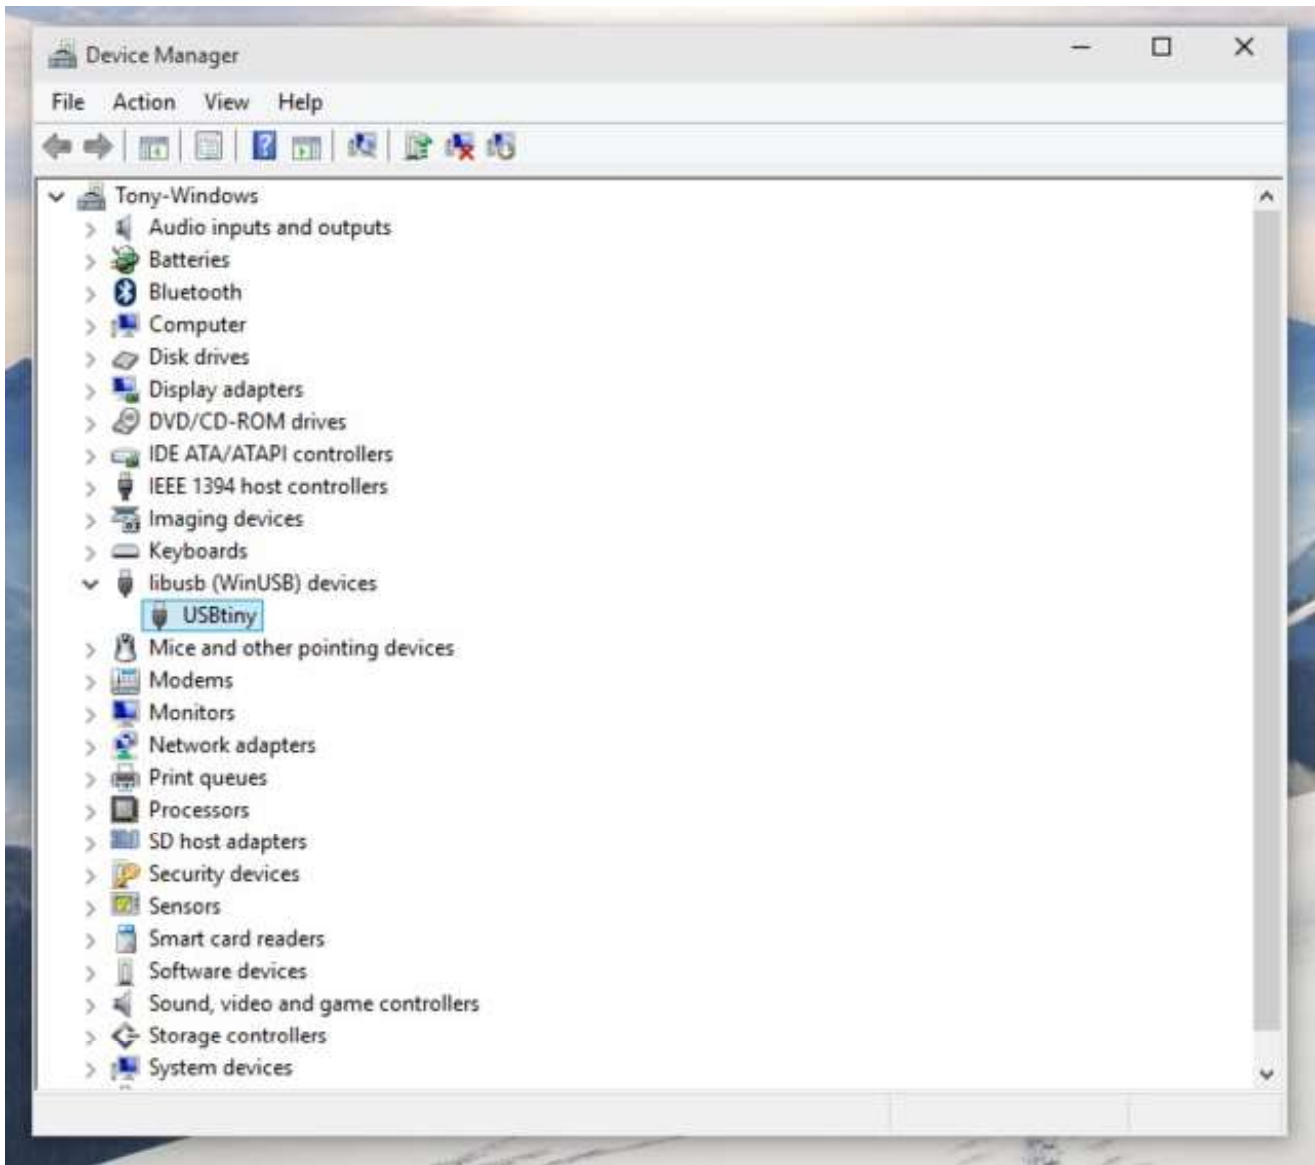 Device Manager
File Action View Help
Tony-Windows
Audio inputs and outputs
Batteries
Bluetooth
Computer
Disk drives
Display adapters
DVD/CD-ROM drives
IDE ATA/ATAPI controllers
IEEE 1394 host controllers
Imaging devices
Keyboards
libusb (WinUSB) devices
USBtiny
Mice and other pointing devices
Modems
Monitors
Network adapters
Print queues
Processors
SD host adapters
Security devices
Sensors
Smart card readers
Software devices
Sound, video and game controllers
Storage controllers
System devices